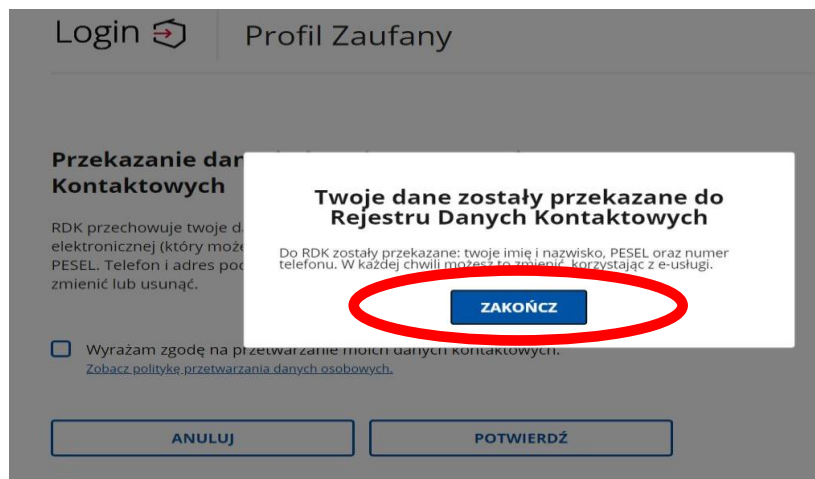 Login
Profil Zaufany
Przekazanie dan
Kontaktowych
RDK przechowuje twoje d
elektronicznej (który może
PESEL. Telefon i adres poc
zmienić lub usunąć.
Twoje dane zostały przekazane do
Rejestru Danych Kontaktowych
Do RDK zostały przekazane: twoje imię i nazwisko, PESEL oraz numer
telefonu. W każdej chwili możesz to zmienić, korzystając z e-usługi.
ZAKOŃCZ
Wyrażam zgodę na przetwarzanie moich danych kontaktowych.
Zobacz politykę przetwarzania danych osobowych.
ANULUJ
POTWIERDŹ